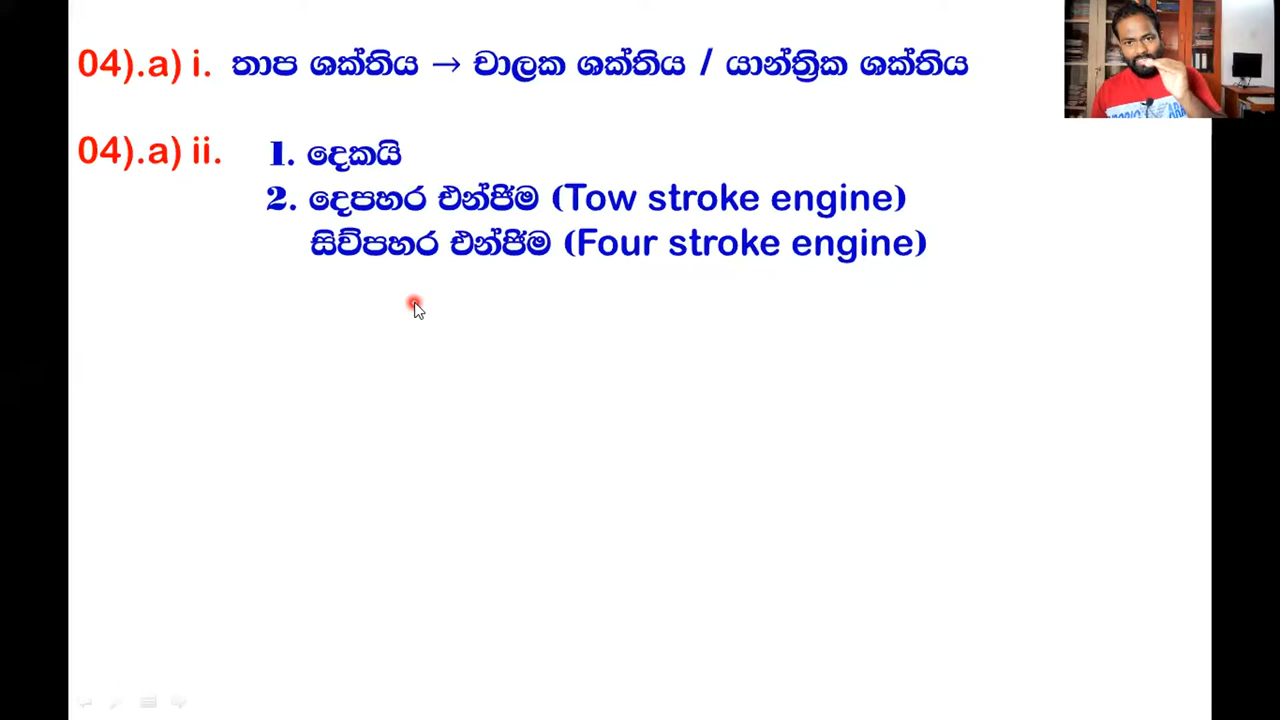 04).a) i. තාප ශක්තිය → චාලක ශක්තිය / යාන්ත්‍රික ශක්තිය
04).a) ii. 1. දෙකයි
2. දෙපහර එන්ජිම (Tow stroke engine)
සිව්පහර එන්ජිම (Four stroke engine)